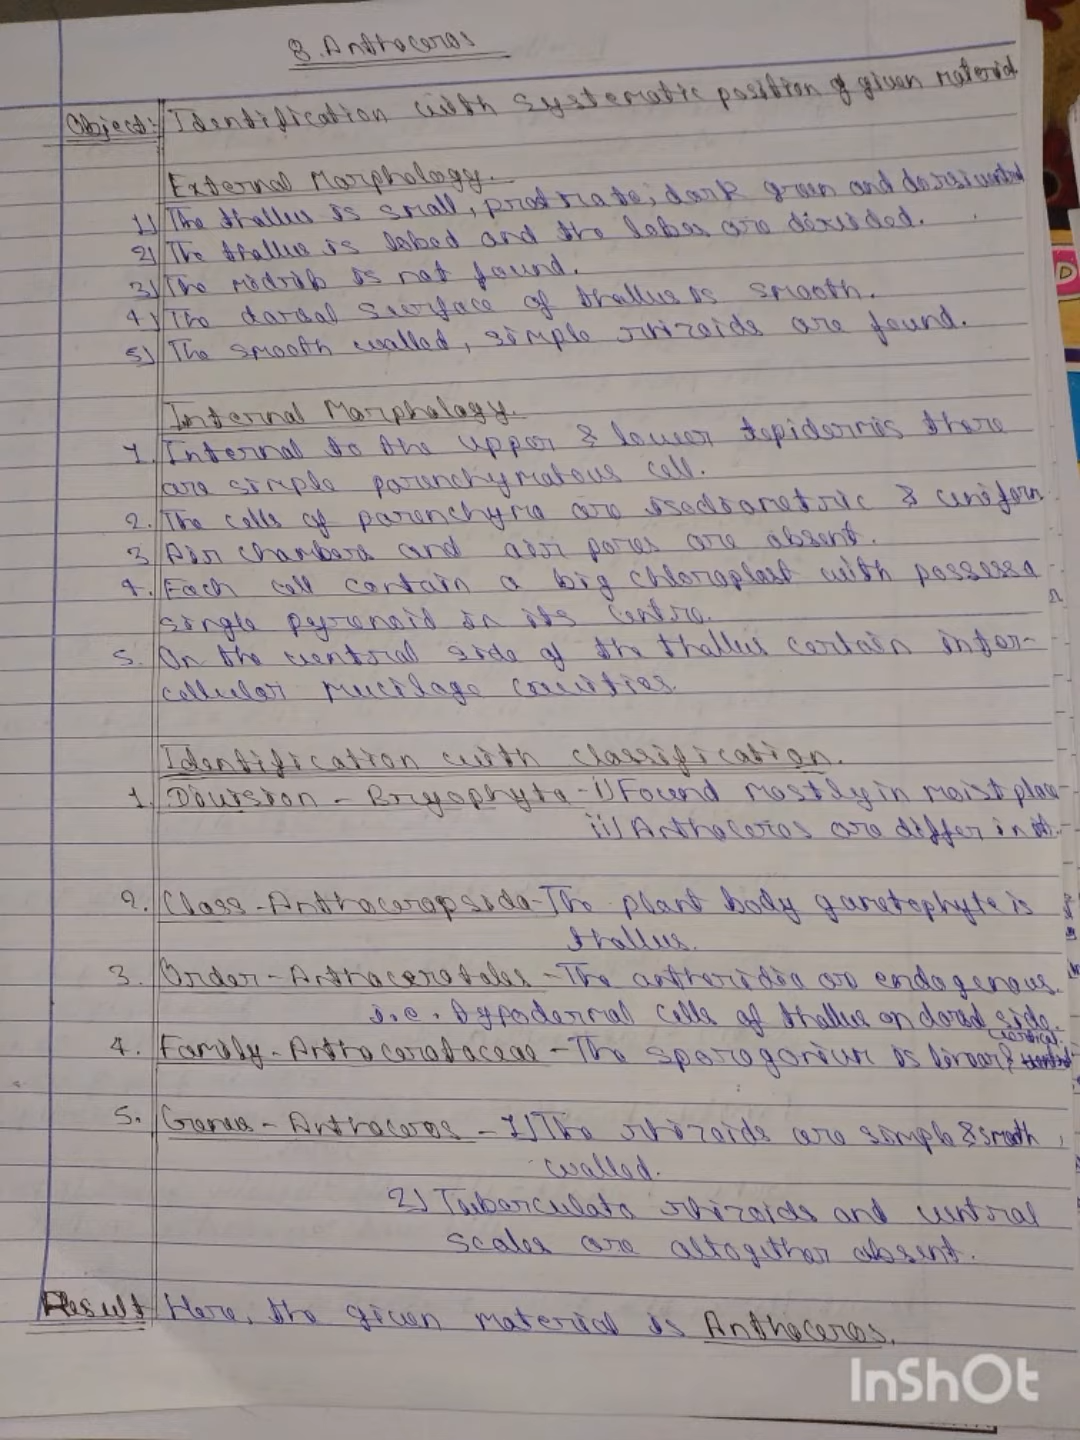 8. Anthoceros
Object: Identification with systematic position of given material
External Morphology.
1) The thallus is small, prostrate, dark green and dorsiventral
2) The thallus is lobed and the lobes are divided.
3) The midrib is not found.
4.) The dorsal surface of thallus is smooth.
5) The smooth walled, simple rhizoids are found.
Internal Morphology.
1. Internal to the upper & lower epidermis there
are simple parenchymatous cell.
2. The cells of parenchyma are isodiametric & uniform
3 Air chambers and air pores are absent.
4. Each cell contain a big chloroplast with possess
single pyrenoid in its centre.
5. On the ventral side of the thallus certain inter-
cellular mucilage cavities.
Identification with classification.
1. Division - Bryophyta - i) Found mostly in moist place
ii) Anthoceros are differ in
2. Class - Anthoceropsida - The plant body gametophyte is
thallus.
3. Order - Anthocerotales - The antheridia are endogenous.
i.e. hypodermal cells of thallus on dorsal side.
vertical
4. Family - Anthocerotaceae - The sporogonium is linear &
5. Genus - Anthoceros - 1) The rhizoids are simple & smooth
walled.
2) Tuberculate rhizoids and ventral
scales are altogether absent.
Result Here, the given material is Anthoceros.
InShOt